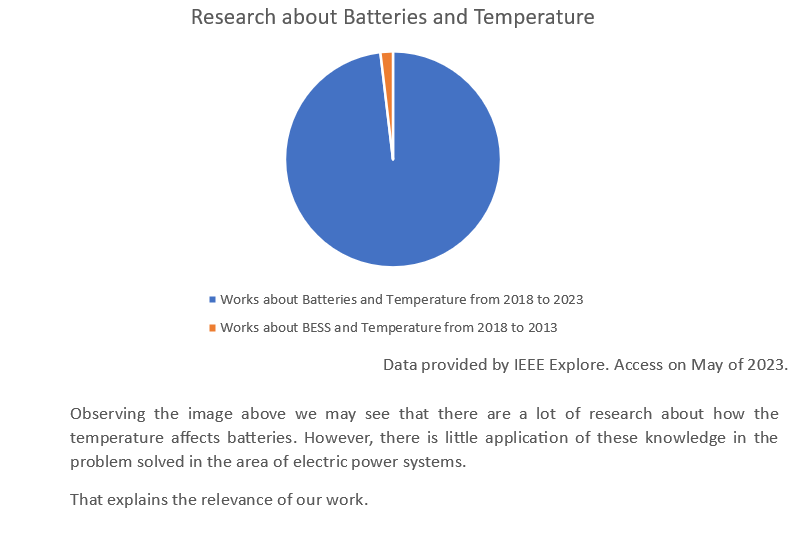 Research about Batteries and Temperature
Works about Batteries and Temperature from 2018 to 2023
Works about BESS and Temperature from 2018 to 2013
Data provided by IEEE Explore. Access on May of 2023.
Observing the image above we may see that there are a lot of research about how the
temperature affects batteries. However, there is little application of these knowledge in the
problem solved in the area of electric power systems.
That explains the relevance of our work.